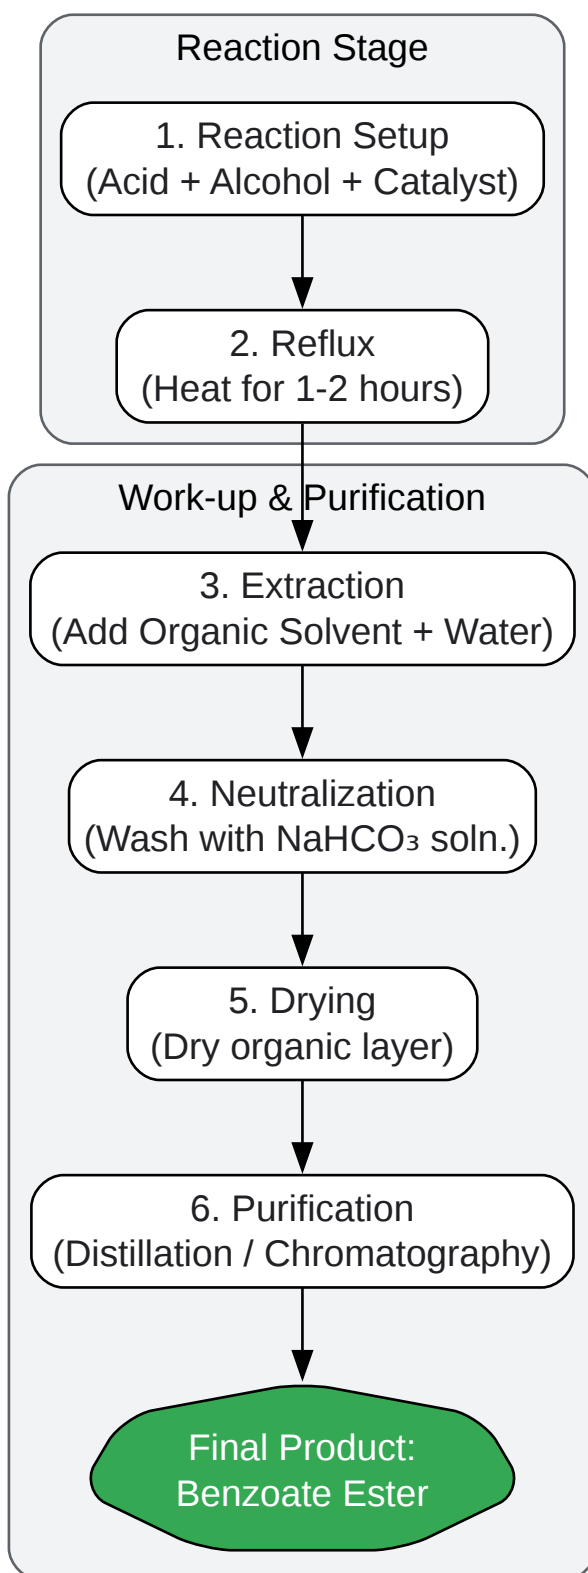 Reaction Stage
1. Reaction Setup
(Acid + Alcohol + Catalyst)
2. Reflux
(Heat for 1-2 hours)
Work-up & Purification
3. Extraction
(Add Organic Solvent + Water)
4. Neutralization
(Wash with NaHCO₃ soln.)
5. Drying
(Dry organic layer)
6. Purification
(Distillation / Chromatography)
Final Product:
Benzoate Ester